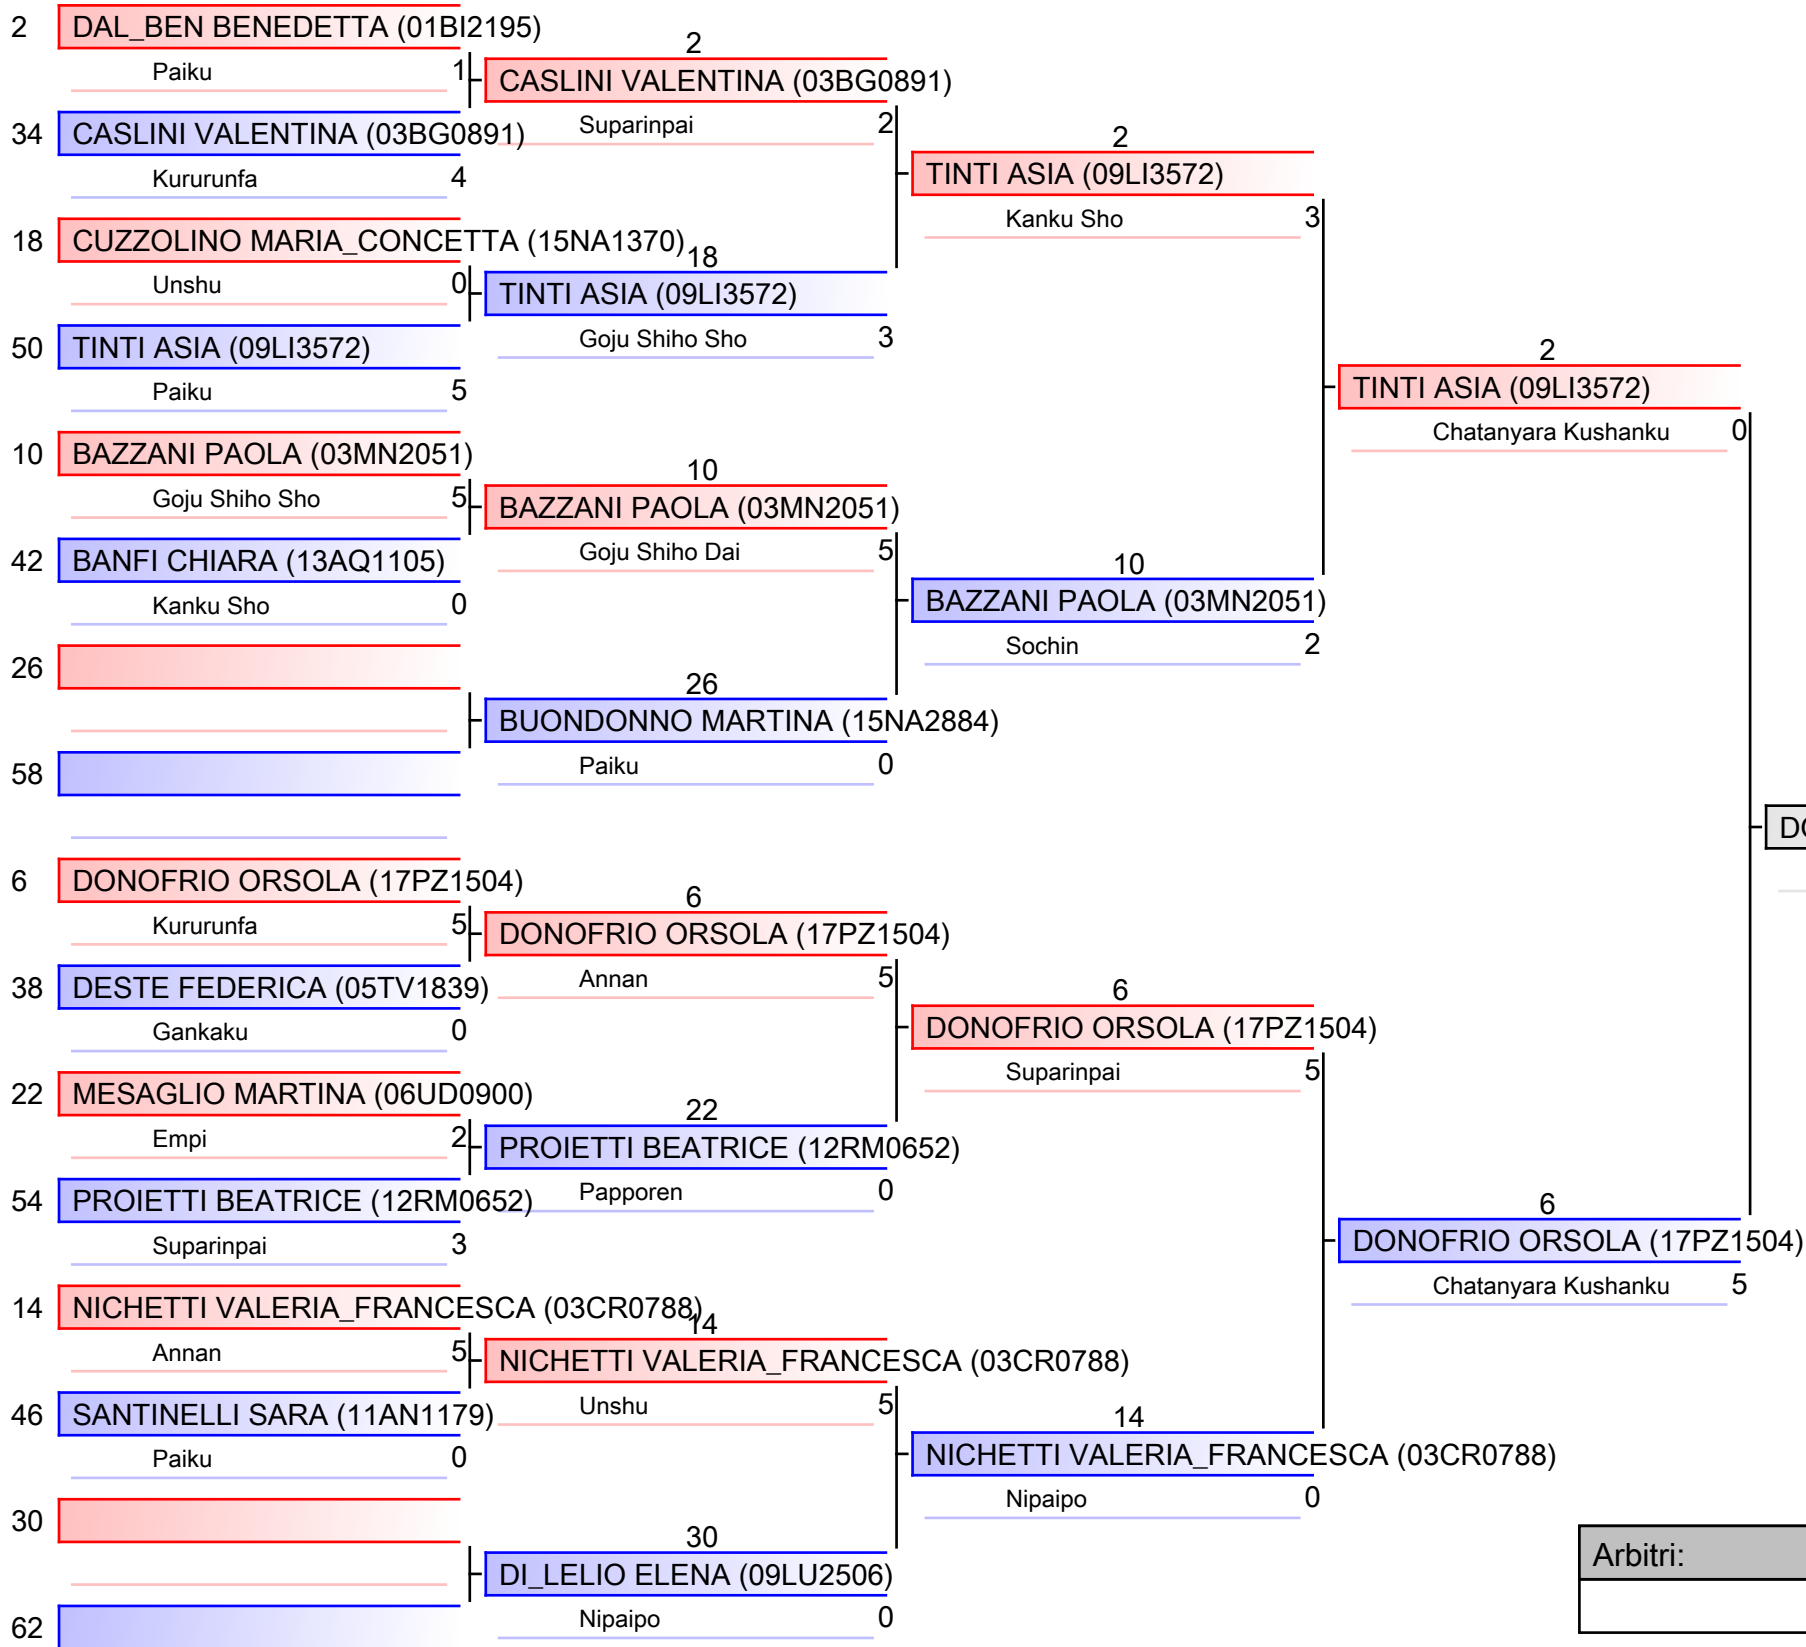 2 DAL_BEN BENEDETTA (01BI2195)
Paiku 1
34 CASLINI VALENTINA (03BG0891)
Kururunfa 4
18 CUZZOLINO MARIA_CONCETTA (15NA1370)
Unshu 0
50 TINTI ASIA (09LI3572)
Paiku 5
10 BAZZANI PAOLA (03MN2051)
Goju Shiho Sho 5
42 BANFI CHIARA (13AQ1105)
Kanku Sho 0
26
58
6 DONOFRIO ORSOLA (17PZ1504)
Kururunfa 5
38 DESTE FEDERICA (05TV1839)
Gankaku 0
22 MESAGLIO MARTINA (06UD0900)
Empi 2
54 PROIETTI BEATRICE (12RM0652)
Suparinpai 3
14 NICHETTI VALERIA_FRANCESCA (03CR0788)
Annan 5
46 SANTINELLI SARA (11AN1179)
Paiku 0
30
62
2
CASLINI VALENTINA (03BG0891)
Suparinpai 2
18
TINTI ASIA (09LI3572)
Goju Shiho Sho 3
10
BAZZANI PAOLA (03MN2051)
Goju Shiho Dai 5
26
BUONDONNO MARTINA (15NA2884)
Paiku 0
6
DONOFRIO ORSOLA (17PZ1504)
Annan 5
22
PROIETTI BEATRICE (12RM0652)
Papporen 0
14
NICHETTI VALERIA_FRANCESCA (03CR0788)
Unshu 5
30
DI_LELIO ELENA (09LU2506)
Nipaipo 0
2
TINTI ASIA (09LI3572)
Kanku Sho 3
10
BAZZANI PAOLA (03MN2051)
Sochin 2
6
DONOFRIO ORSOLA (17PZ1504)
Suparinpai 5
14
NICHETTI VALERIA_FRANCESCA (03CR0788)
Nipaipo 0
2
TINTI ASIA (09LI3572)
Chatanyara Kushanku 0
6
DONOFRIO ORSOLA (17PZ1504)
Chatanyara Kushanku 5
Arbitri: